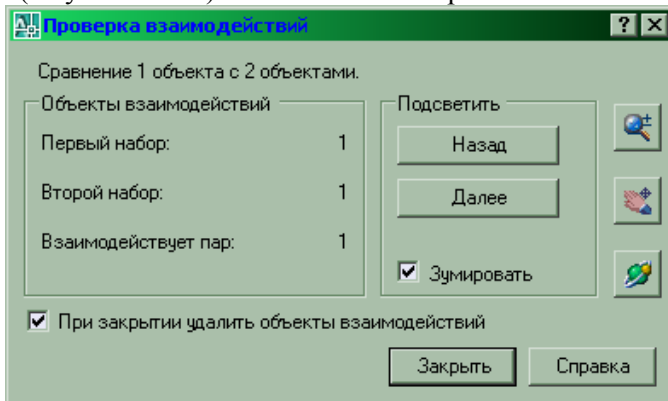 Проверка взаимодействий
Сравнение 1 объекта с 2 объектами.
Объекты взаимодействий
Первый набор: 1
Второй набор: 1
Взаимодействует пар: 1
Подсветить
Назад
Далее
Зумировать
При закрытии удалить объекты взаимодействий
Закрыть
Справка